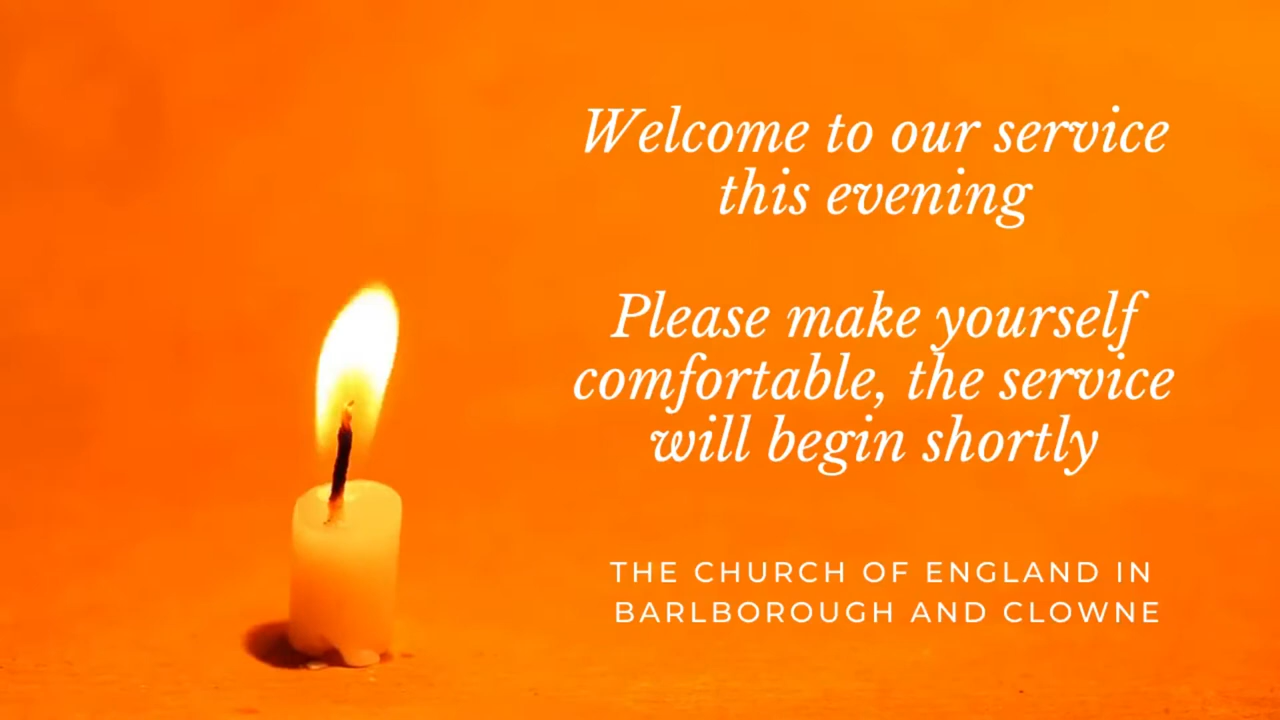 Welcome to our service
this evening
Please make yourself
comfortable, the service
will begin shortly
THE CHURCH OF ENGLAND IN
BARLBOROUGH AND CLOWNE